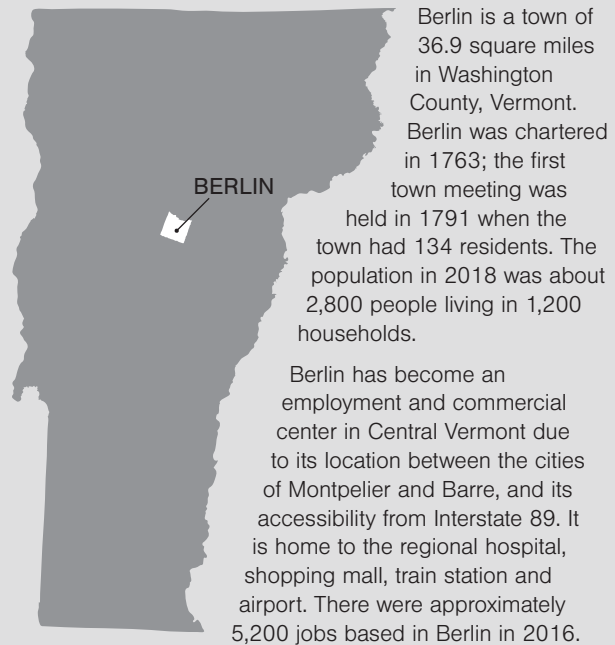 Berlin is a town of
36.9 square miles
in Washington
County, Vermont.
Berlin was chartered
in 1763; the first
town meeting was
held in 1791 when the
town had 134 residents. The
population in 2018 was about
2,800 people living in 1,200
households.
BERLIN
Berlin has become an
employment and commercial
center in Central Vermont due
to its location between the cities
of Montpelier and Barre, and its
accessibility from Interstate 89. It
is home to the regional hospital,
shopping mall, train station and
airport. There were approximately
5,200 jobs based in Berlin in 2016.